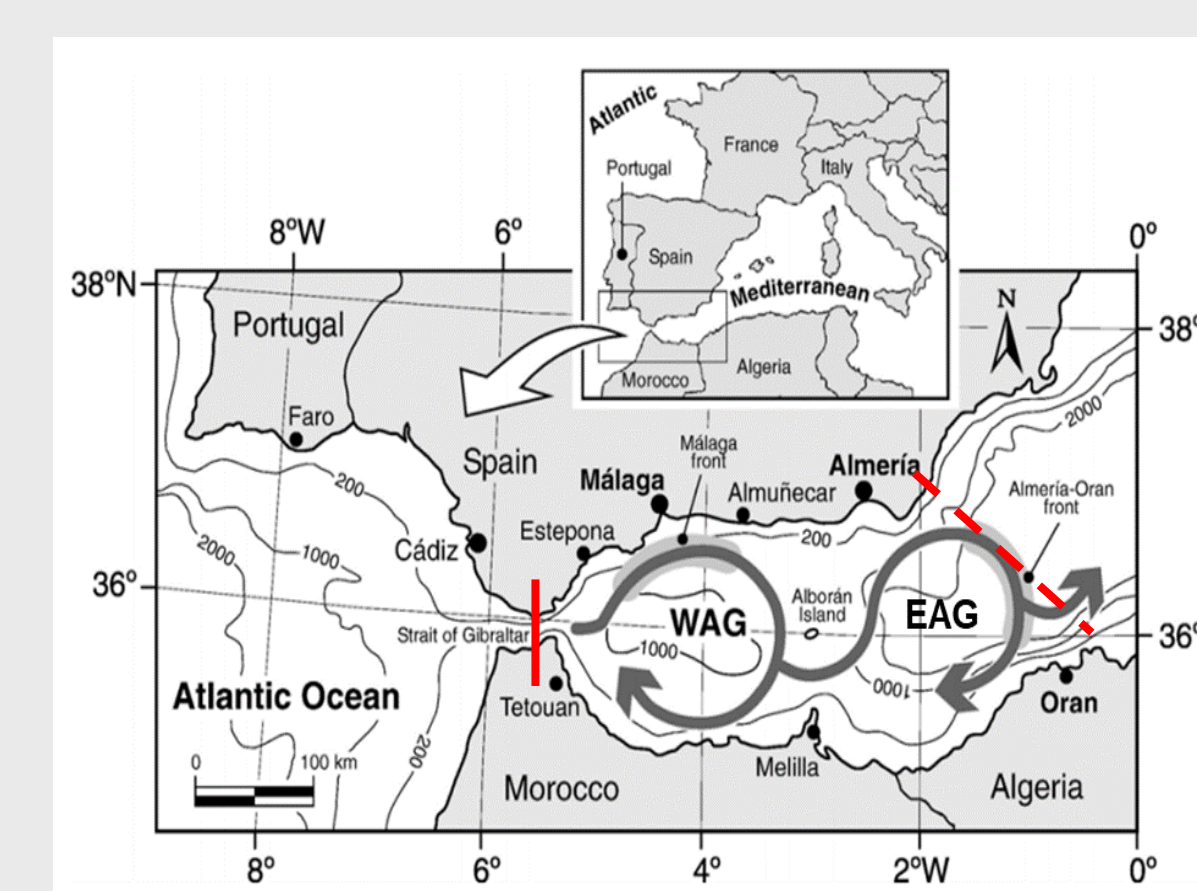 Atlantic
France
Portugal
Italy
Spain
Mediterranean
Morocco
Algeria
8ºW
6º
0º
38ºN
38º
N
Portugal
Faro
Spain
Málaga
front
Málaga
Almería
Almuñecar
2000
Almería-Oran
front
200
200
2000
1000
Cádiz
Estepona
36º
Alborán
Island
WAG
EAG
Strait of Gibraltar
36º
1000
1000
Atlantic Ocean
Tetouan
Oran
0
100 km
200
Melilla
Morocco
Algeria
8º
6º
4º
2ºW
0º